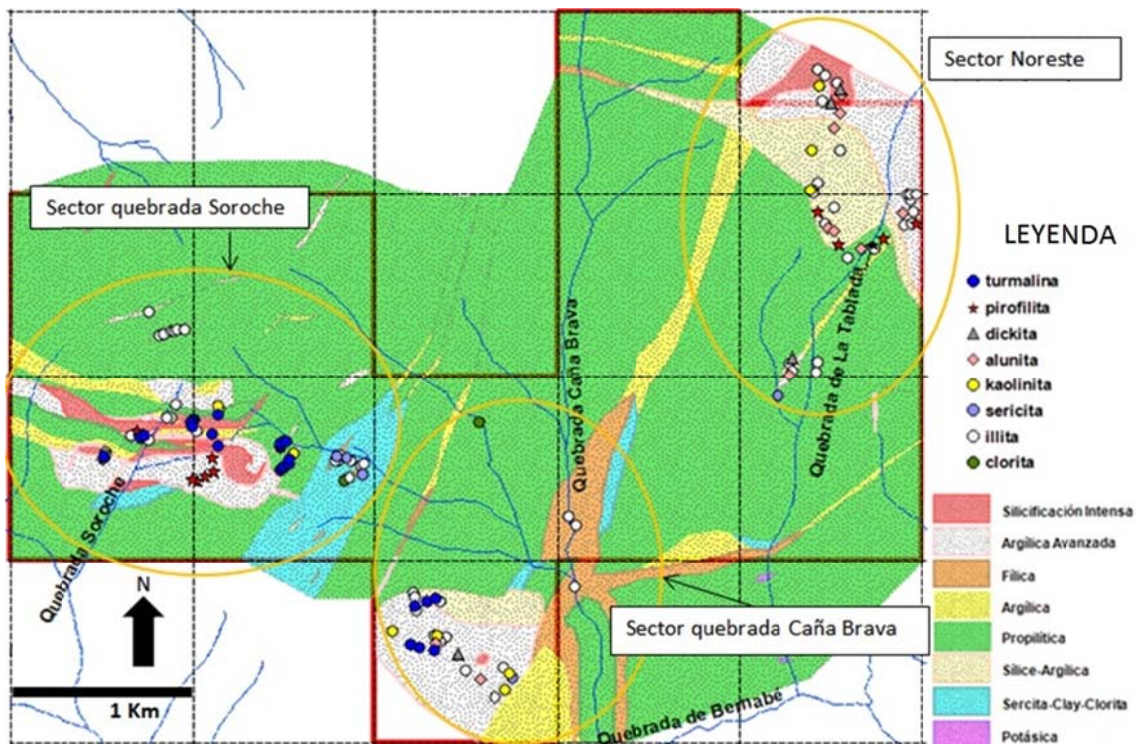 Sector Noreste
Sector quebrada Soroche
LEYENDA
turmalina
pirofilita
dickita
alunita
kaolinita
sericita
illita
clorita
Quebrada Caña Brava
Quebrada de La Tablada
Quebrada Soroche
Silicificación Intensa
Argílica Avanzada
Fílica
Argílica
Propilítica
Sílice-Argílica
Sercita-Clay-Clorita
Potásica
N
1 Km
Sector quebrada Caña Brava
Quebrada de Bernabé